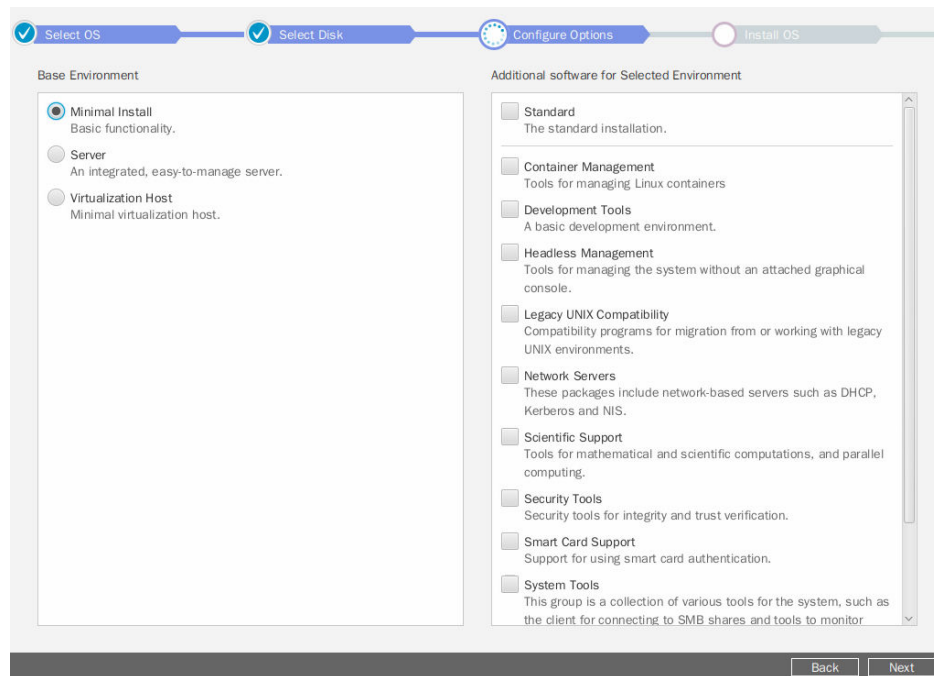 Select OS
Select Disk
Configure Options
Install OS
Base Environment
Minimal Install
Basic functionality.
Server
An integrated, easy-to-manage server.
Virtualization Host
Minimal virtualization host.
Additional software for Selected Environment
Standard
The standard installation.
Container Management
Tools for managing Linux containers
Development Tools
A basic development environment.
Headless Management
Tools for managing the system without an attached graphical
console.
Legacy UNIX Compatibility
Compatibility programs for migration from or working with legacy
UNIX environments.
Network Servers
These packages include network-based servers such as DHCP,
Kerberos and NIS.
Scientific Support
Tools for mathematical and scientific computations, and parallel
computing.
Security Tools
Security tools for integrity and trust verification.
Smart Card Support
Support for using smart card authentication.
System Tools
This group is a collection of various tools for the system, such as
the client for connecting to SMB shares and tools to monitor
Back
Next